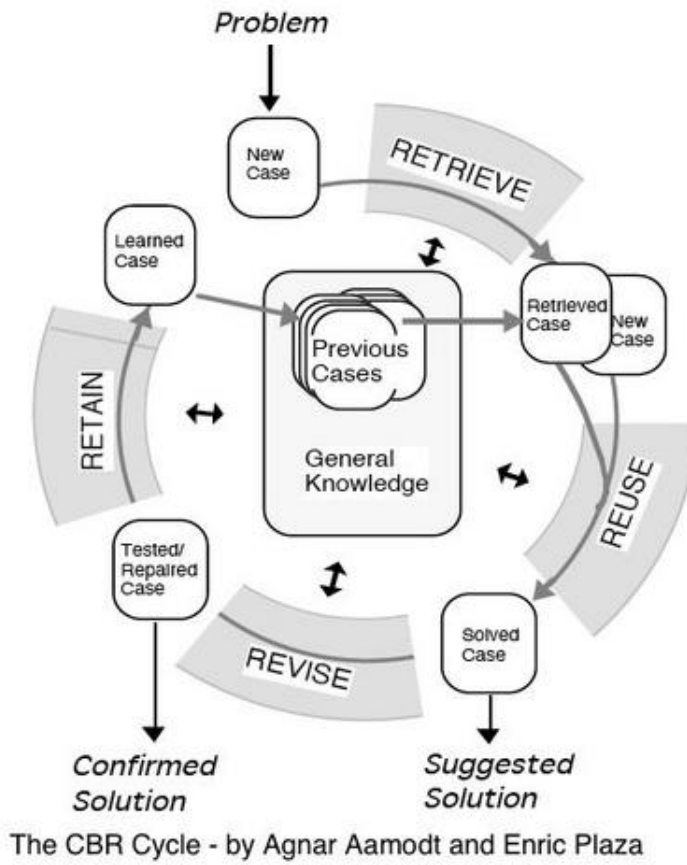 Problem
New
Case
RETRIEVE
Learned
Case
Retrieved
Case
New
Case
Previous
Cases
General
Knowledge
RETAIN
REUSE
Tested/
Repaired
Case
REVISE
Solved
Case
Confirmed
Solution
Suggested
Solution
The CBR Cycle - by Agnar Aamodt and Enric Plaza